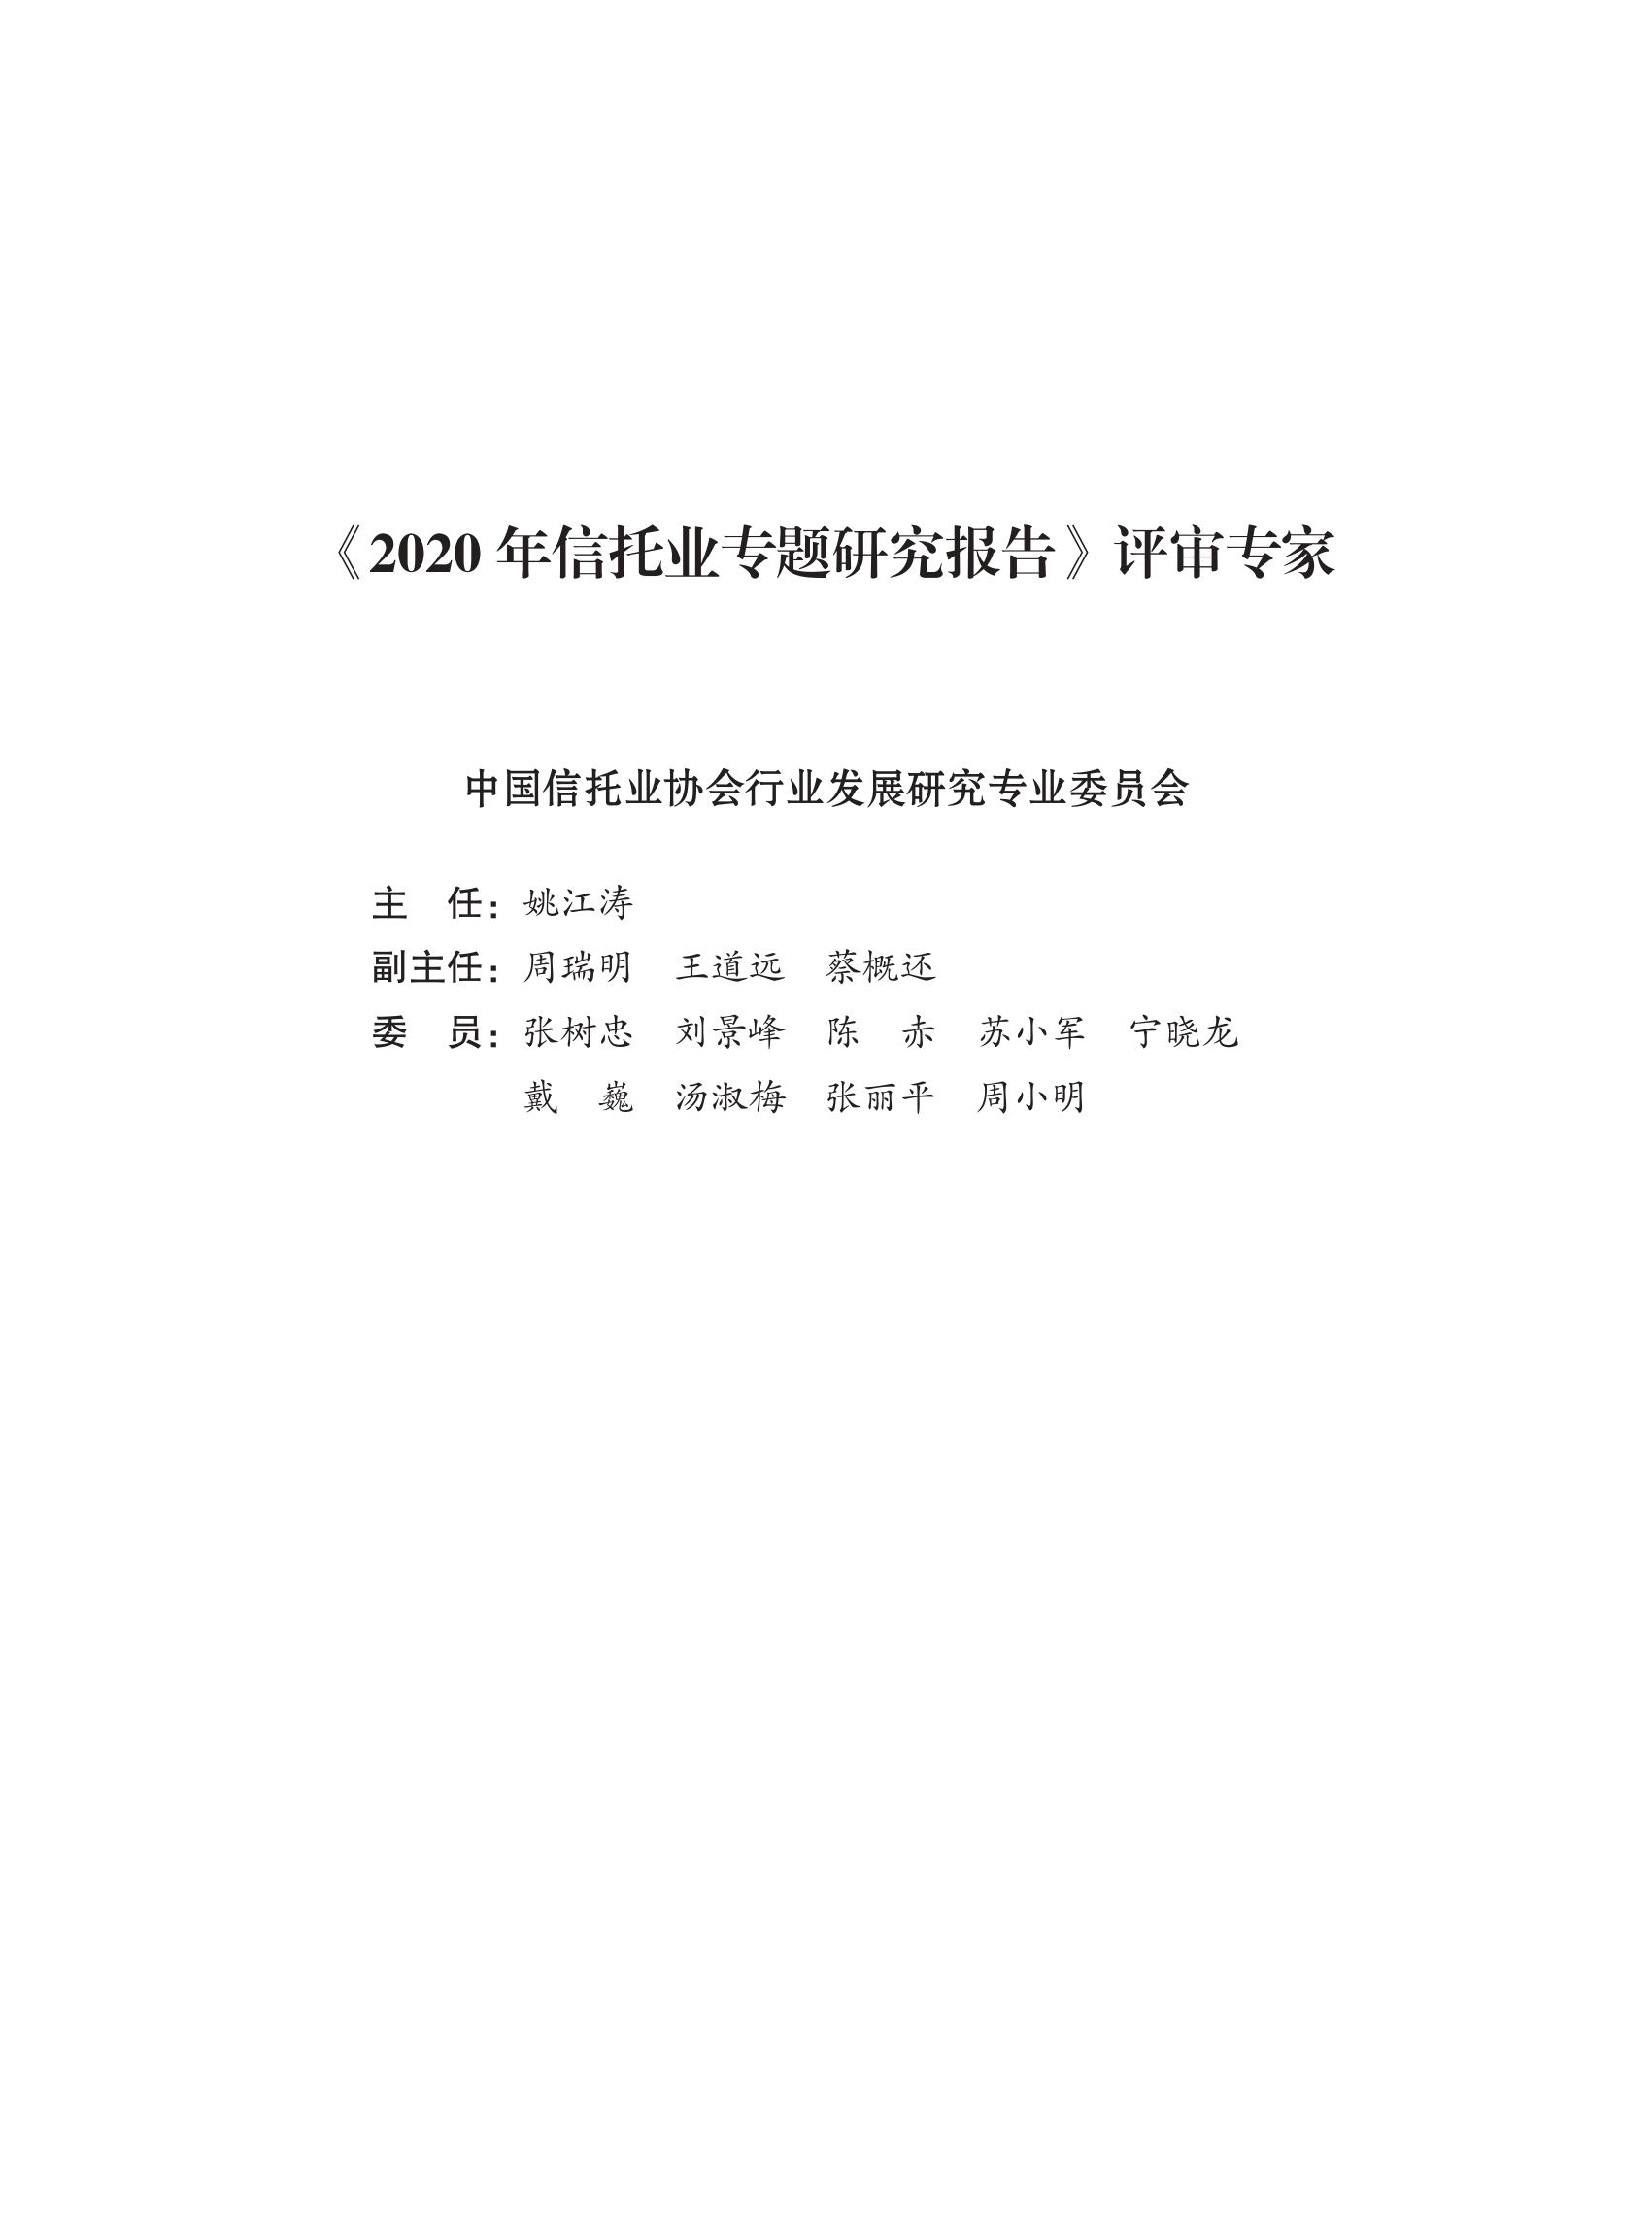 《2020 年信托业专题研究报告》评审专家
中国信托业协会行业发展研究专业委员会
主　任：姚江涛
副主任：周瑞明　王道远　蔡概还
委　员：张树忠　刘景峰　陈　赤　苏小军　宁晓龙
戴　巍　汤淑梅　张丽平　周小明